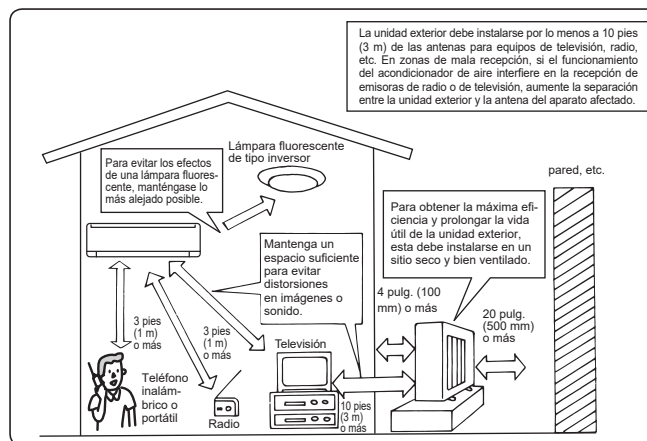 La unidad exterior debe instalarse por lo menos a 10 pies
(3 m) de las antenas para equipos de televisión, radio,
etc. En zonas de mala recepción, si el funcionamiento
del acondicionador de aire interfiere en la recepción de
emisoras de radio o de televisión, aumente la separación
entre la unidad exterior y la antena del aparato afectado.
Lámpara fluorescente
de tipo inversor
Para evitar los efectos
de una lámpara fluores-
cente, manténgase lo
más alejado posible.
pared, etc.
Para obtener la máxima efi-
ciencia y prolongar la vida
útil de la unidad exterior,
esta debe instalarse en un
sitio seco y bien ventilado.
Mantenga un
espacio suficiente
para evitar
distorsiones
en imágenes o
sonido.
4 pulg. (100
mm) o más
20 pulg.
(500 mm)
o más
3 pies
(1 m)
o más
3 pies
(1 m)
o más
Televisión
Teléfono
inalám-
brico o
portátil
Radio
10 pies
(3 m)
o más